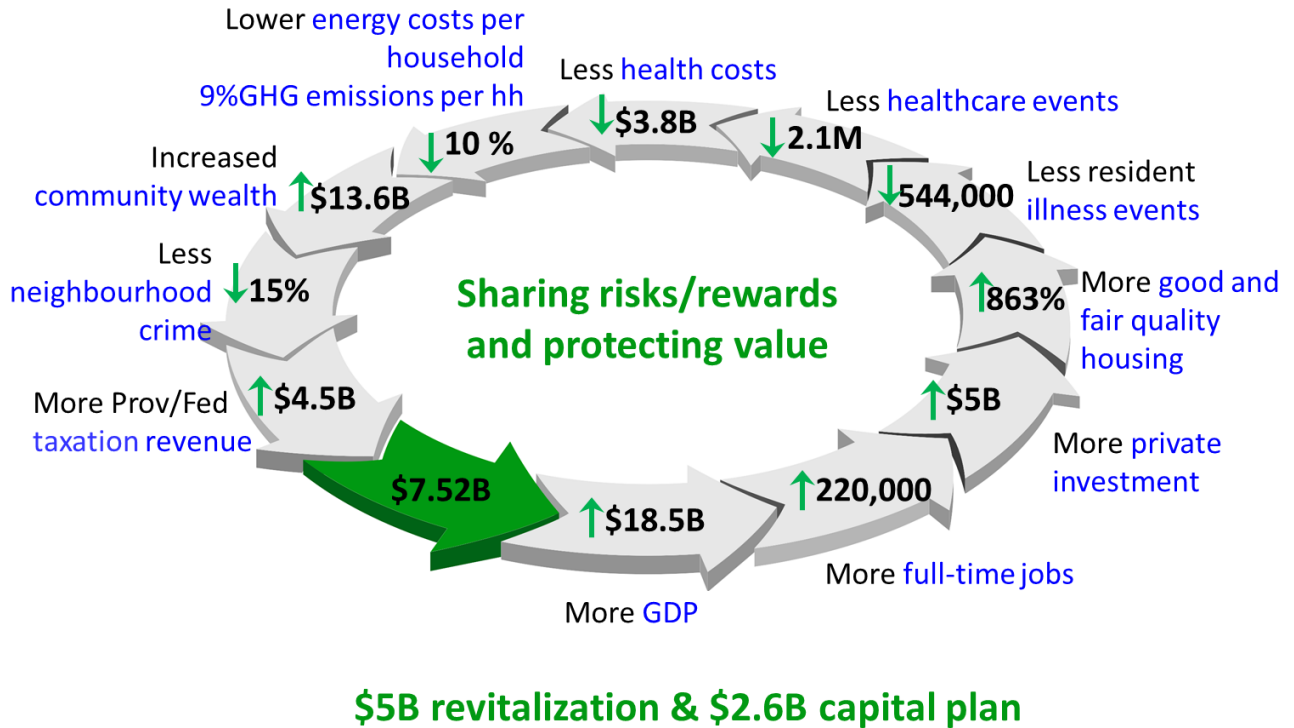 Lower energy costs per
household
9%GHG emissions per hh
10 %
Less health costs
$3.8B
Less healthcare events
2.1M
Less resident
illness events
544,000
More good and
fair quality
housing
863%
More private
investment
$5B
More full-time jobs
220,000
More GDP
$18.5B
$7.52B
More Prov/Fed
taxation revenue
$4.5B
Less
neighbourhood
crime
15%
Increased
community wealth
$13.6B
Sharing risks/rewards
and protecting value
$5B revitalization & $2.6B capital plan